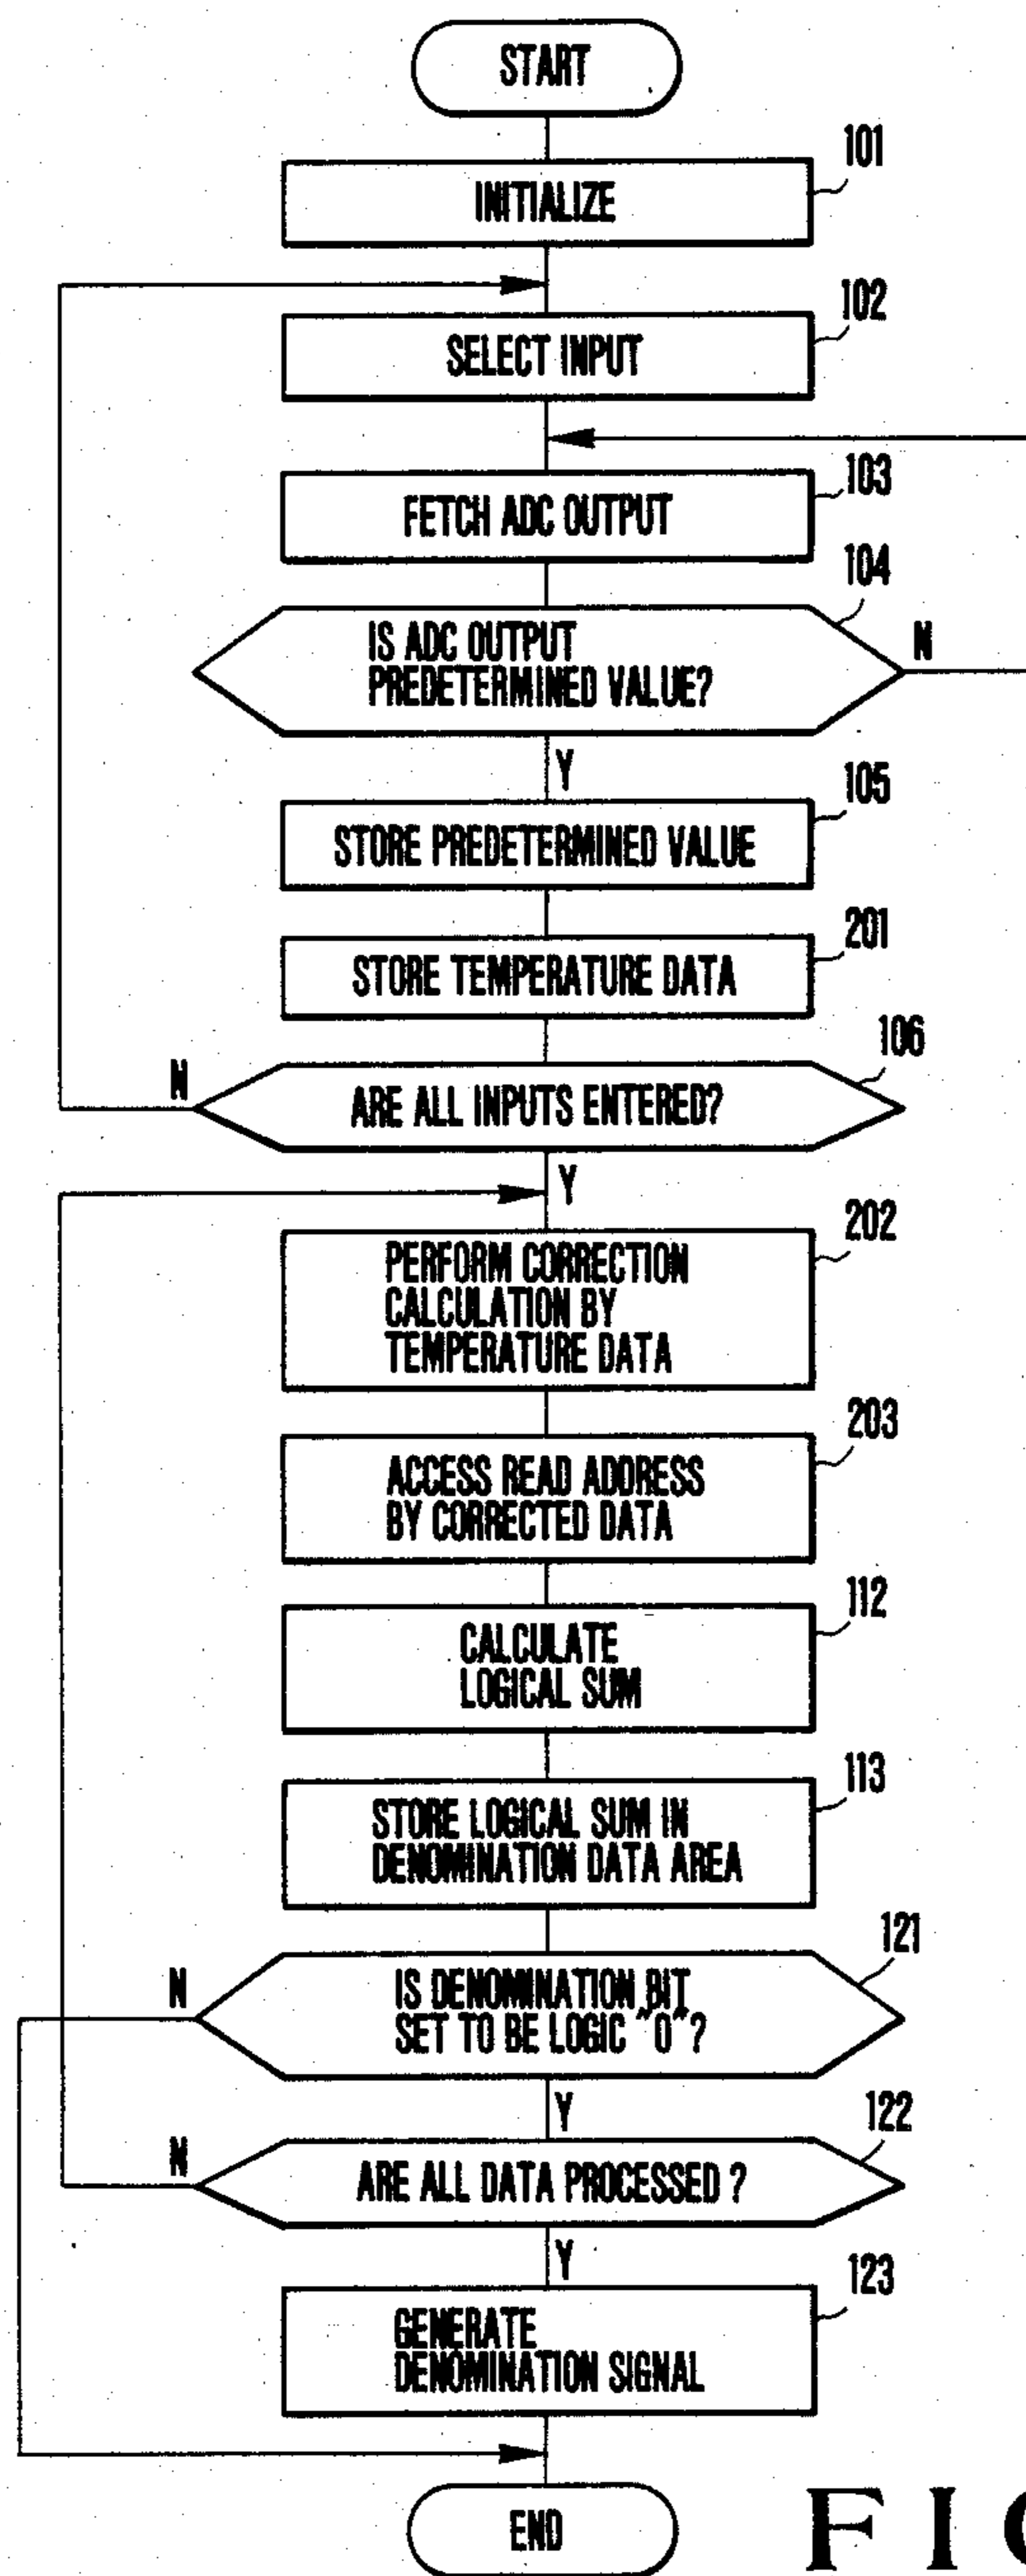 START
101
INITIALIZE
102
SELECT INPUT
103
FETCH ADC OUTPUT
104
IS ADC OUTPUT
PREDETERMINED VALUE?
N
Y
105
STORE PREDETERMINED VALUE
201
STORE TEMPERATURE DATA
106
N
ARE ALL INPUTS ENTERED?
Y
202
PERFORM CORRECTION
CALCULATION BY
TEMPERATURE DATA
203
ACCESS READ ADDRESS
BY CORRECTED DATA
112
CALCULATE
LOGICAL SUM
113
STORE LOGICAL SUM IN
DENOMINATION DATA AREA
121
N
IS DENOMINATION BIT
SET TO BE LOGIC "0"?
Y
122
N
ARE ALL DATA PROCESSED ?
Y
123
GENERATE
DENOMINATION SIGNAL
END